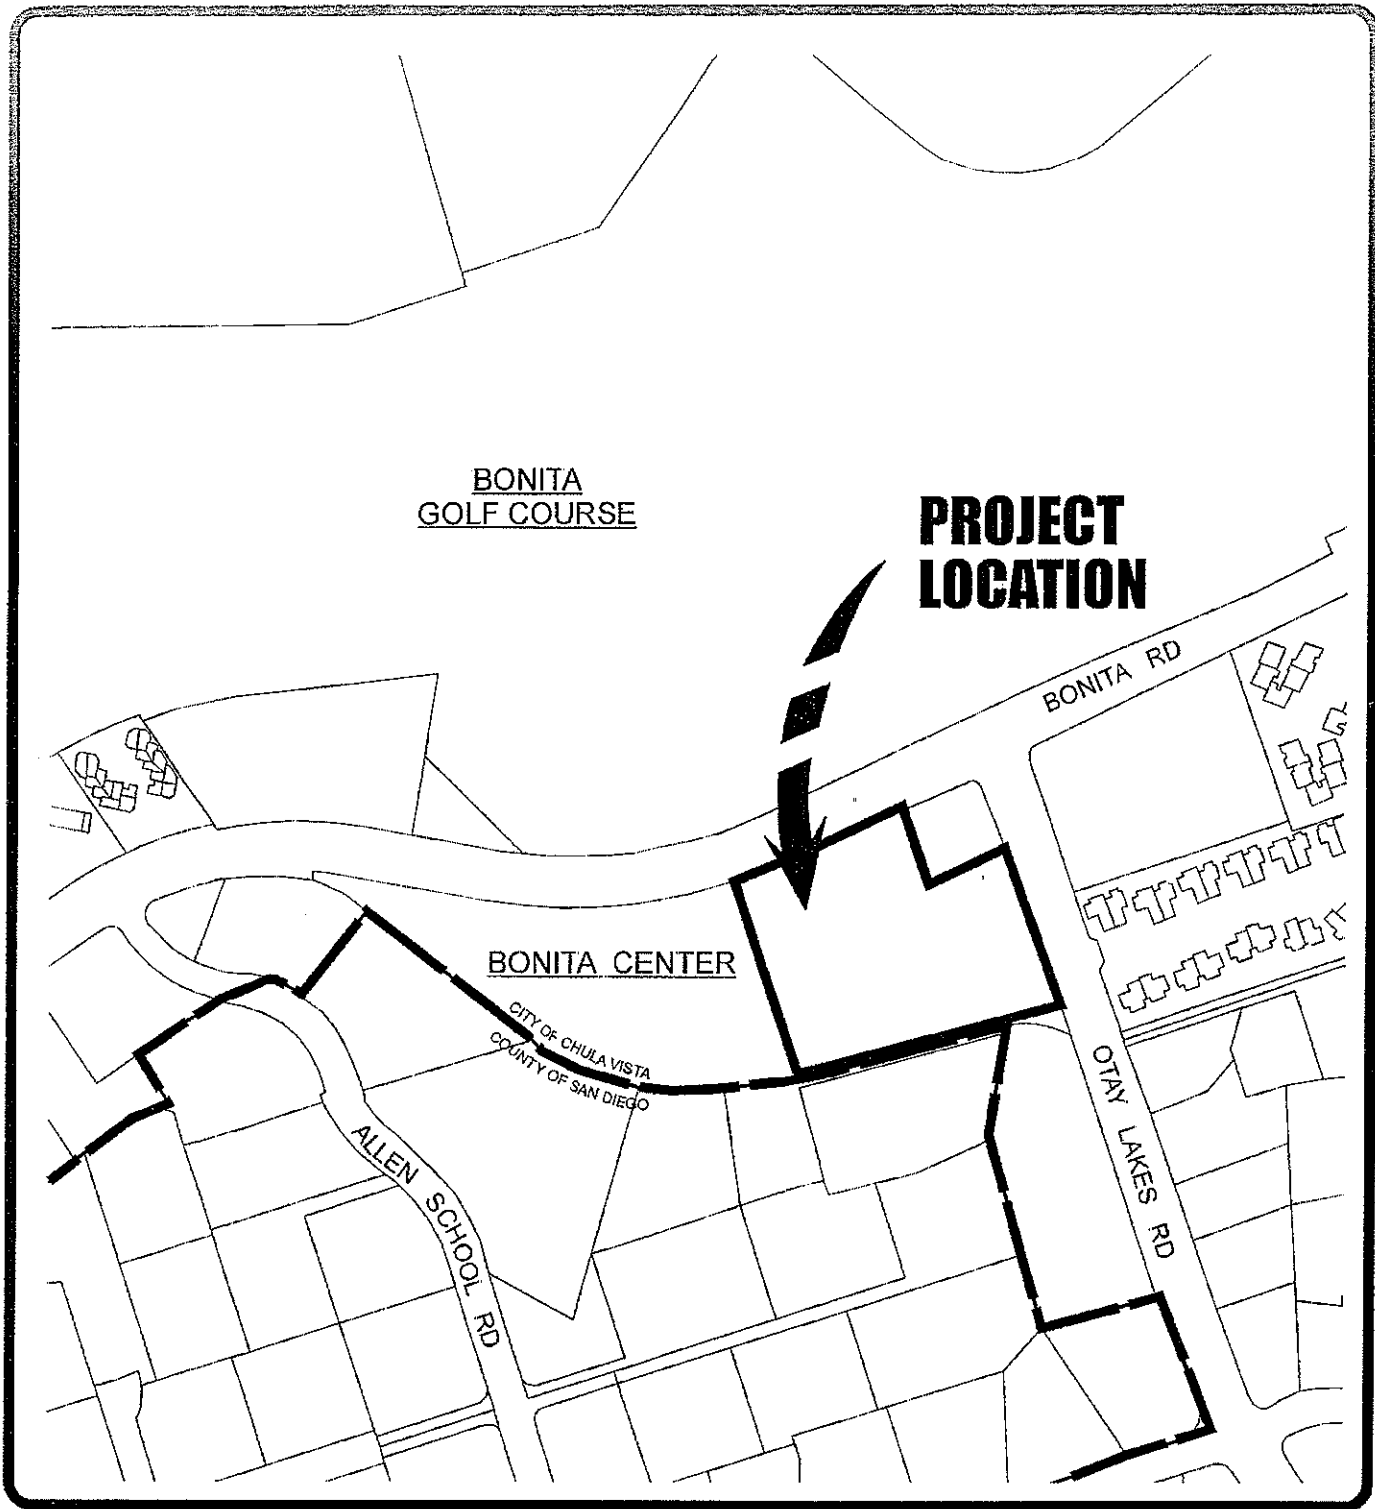 BONITA
GOLF COURSE
PROJECT
LOCATION
BONITA RD
BONITA CENTER
CITY OF CHULA VISTA
COUNTY OF SAN DIEGO
OTAY LAKES RD
ALLEN SCHOOL RD